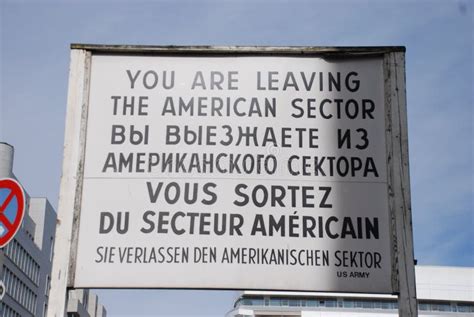 YOU ARE LEAVING
THE AMERICAN SECTOR
ВЫ ВЫЕЗЖАЕТЕ ИЗ
АМЕРИКАНСКОГО СЕКТОРА
VOUS SORTEZ
DU SECTEUR AMÉRICAIN
SIE VERLASSEN DEN AMERIKANISCHEN SEKTOR
US ARMY